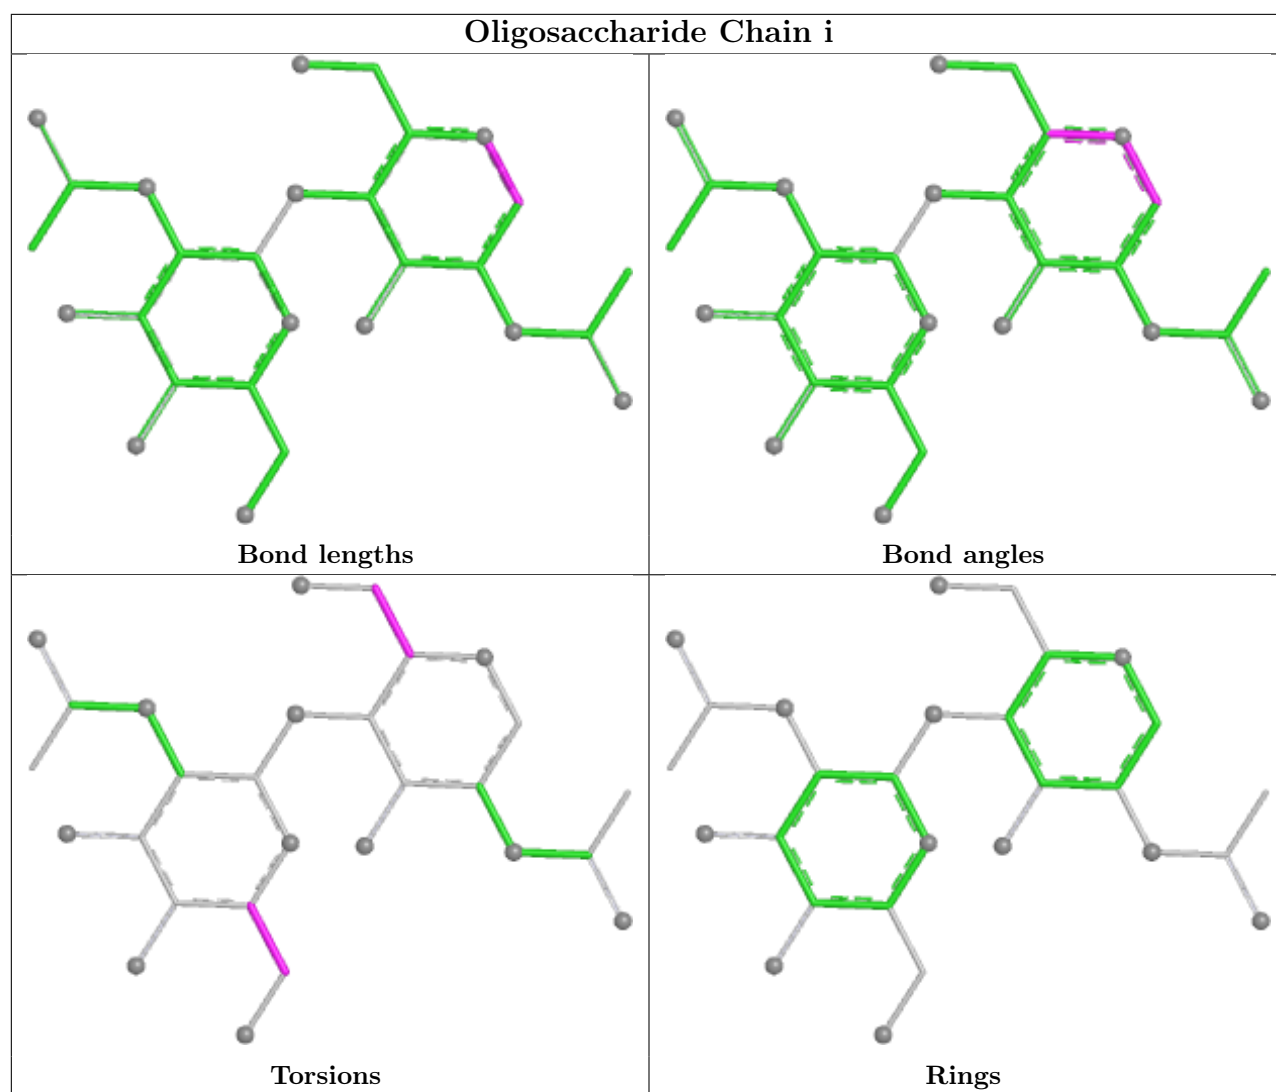 Oligosaccharide Chain i
Bond lengths
Bond angles
Torsions
Rings